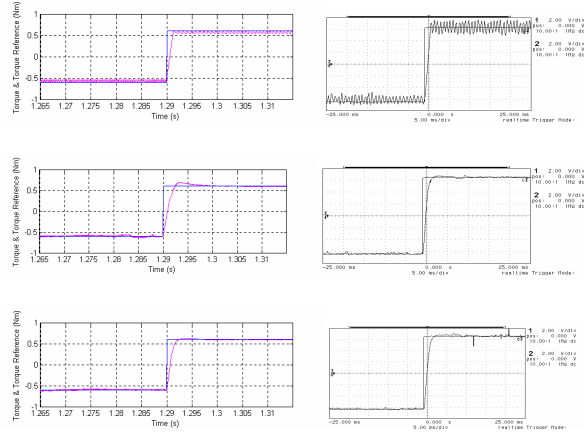 Torque & Torque Reference (Nm)
1
0.5
0
-0.5
-1
1.265 1.27 1.275 1.28 1.285 1.29 1.295 1.30 1.305 1.31
Time (s)
1 2.00 V/div
pos: 0.000 V
10.00:1 1MΩ dc
2 2.00 V/div
pos: 0.000 V
10.00:1 1MΩ dc
-25.000 ms 0.000 s 25.000 ms
5.00 ms/div realtime Trigger Mode:
Torque & Torque Reference (Nm)
1
0.5
0
-0.5
-1
1.265 1.27 1.275 1.28 1.285 1.29 1.295 1.30 1.305 1.31
Time (s)
1 2.00 V/div
pos: 0.000 V
10.00:1 1MΩ dc
2 2.00 V/div
pos: 0.000 V
10.00:1 1MΩ dc
-25.000 ms 0.000 s 25.000 ms
5.00 ms/div realtime Trigger Mode:
Torque & Torque Reference (Nm)
1
0.5
0
-0.5
-1
1.265 1.27 1.275 1.28 1.285 1.29 1.295 1.30 1.305 1.31
Time (s)
1 2.00 V/div
pos: 0.000 V
10.00:1 1MΩ dc
2 2.00 V/div
pos: 0.000 V
10.00:1 1MΩ dc
-25.000 ms 0.000 s 25.000 ms
5.00 ms/div realtime Trigger Mode: